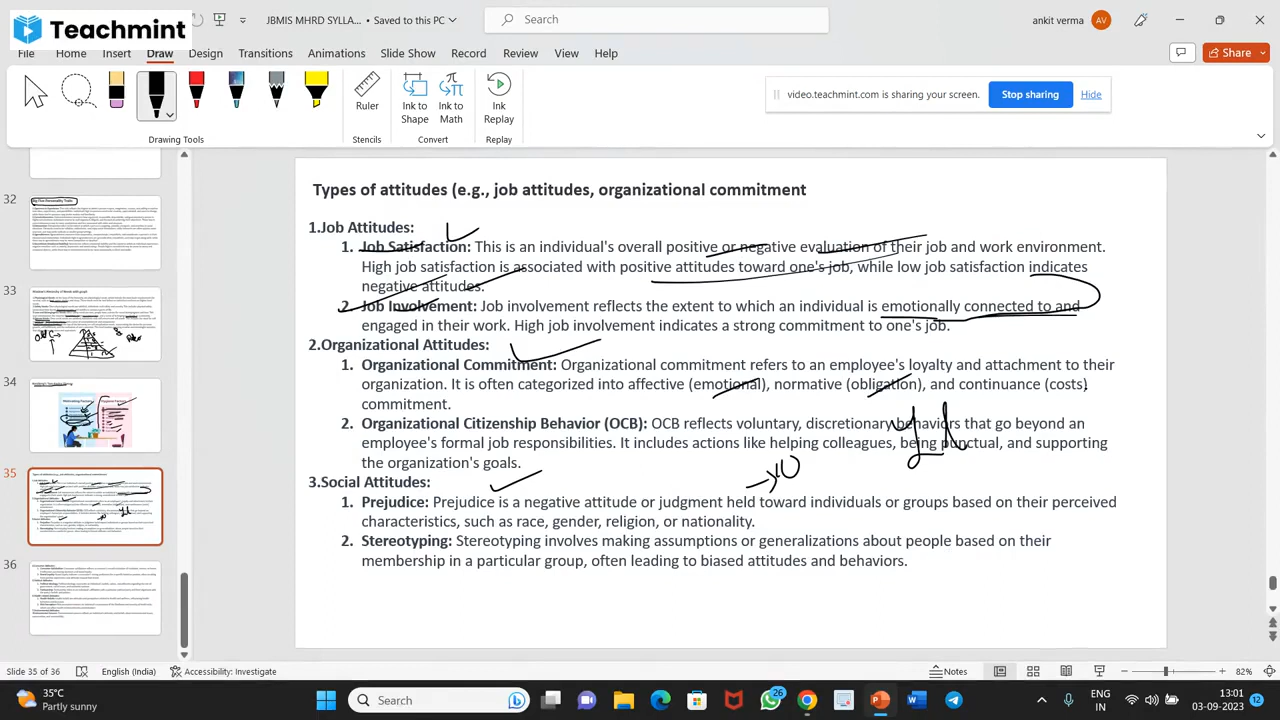 Teachmint
JBMIS MHRD SYLLA... • Saved to this PC
Search
ankit verma
AV
File
Home
Insert
Draw
Design
Transitions
Animations
Slide Show
Record
Review
View
Help
Share
Ruler
Ink to
Shape
Ink to
Math
Ink
Replay
Drawing Tools
Stencils
Convert
Replay
video.teachmint.com is sharing your screen.
Stop sharing
Hide
32
33
34
35
36
Types of attitudes (e.g., job attitudes, organizational commitment
1.Job Attitudes:
1. Job Satisfaction: This is an individual's overall positive or negative evaluation of their job and work environment.
High job satisfaction is associated with positive attitudes toward one's job, while low job satisfaction indicates
negative attitudes.
2. Job Involvement: Job involvement reflects the extent to which an individual is emotionally connected to and
engaged in their work. High job involvement indicates a strong commitment to one's job.
2.Organizational Attitudes:
1. Organizational Commitment: Organizational commitment refers to an employee's loyalty and attachment to their
organization. It is often categorized into affective (emotional), normative (obligation), and continuance (costs)
commitment.
2. Organizational Citizenship Behavior (OCB): OCB reflects voluntary, discretionary behaviors that go beyond an
employee's formal job responsibilities. It includes actions like helping colleagues, being punctual, and supporting
the organization's goals.
3.Social Attitudes:
1. Prejudice: Prejudice is a negative attitude or judgment held toward individuals or groups based on their perceived
characteristics, such as race, gender, religion, or nationality.
2. Stereotyping: Stereotyping involves making assumptions or generalizations about people based on their
membership in a particular group, often leading to biased attitudes and behaviors.
Slide 35 of 36
English (India)
Accessibility: Investigate
Notes
82%
35°C
Partly sunny
Search
26
ENG
IN
13:01
03-09-2023